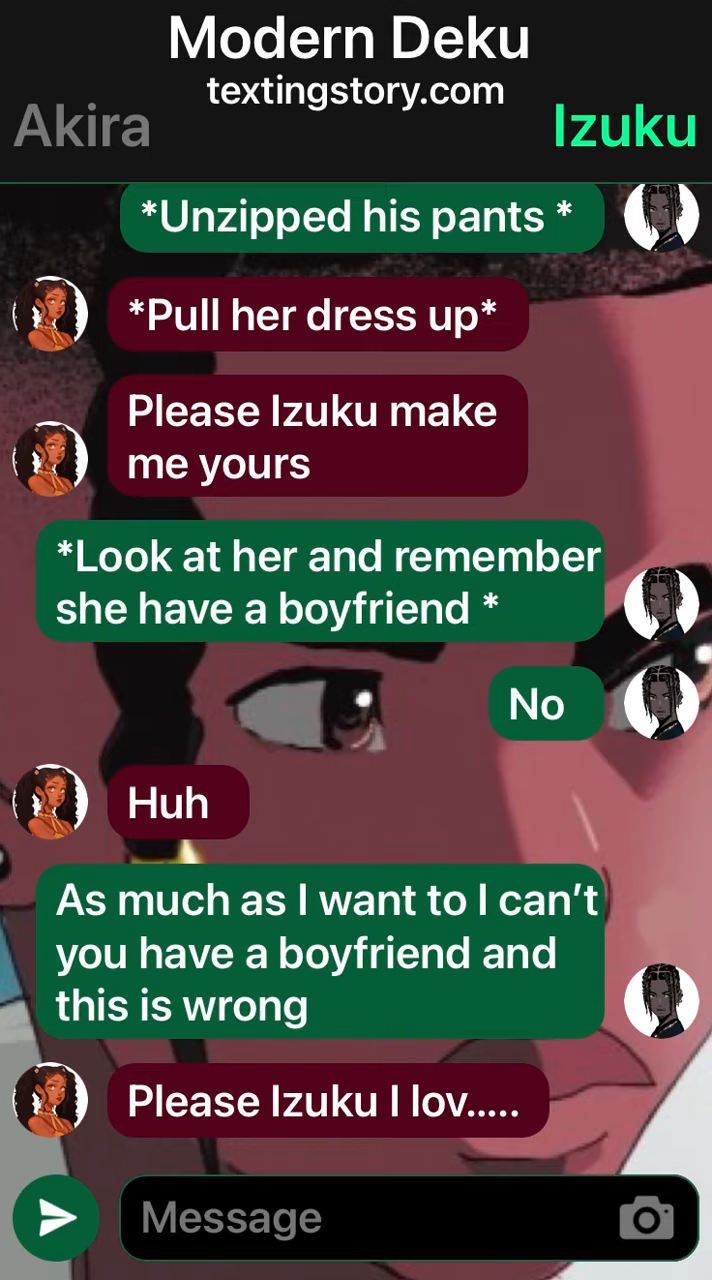 Modern Deku
textingstory.com
Akira
Izuku
*Unzipped his pants *
*Pull her dress up*
Please Izuku make
me yours
*Look at her and remember
she have a boyfriend *
No
Huh
As much as I want to I can’t
you have a boyfriend and
this is wrong
Please Izuku I lov.....
Message